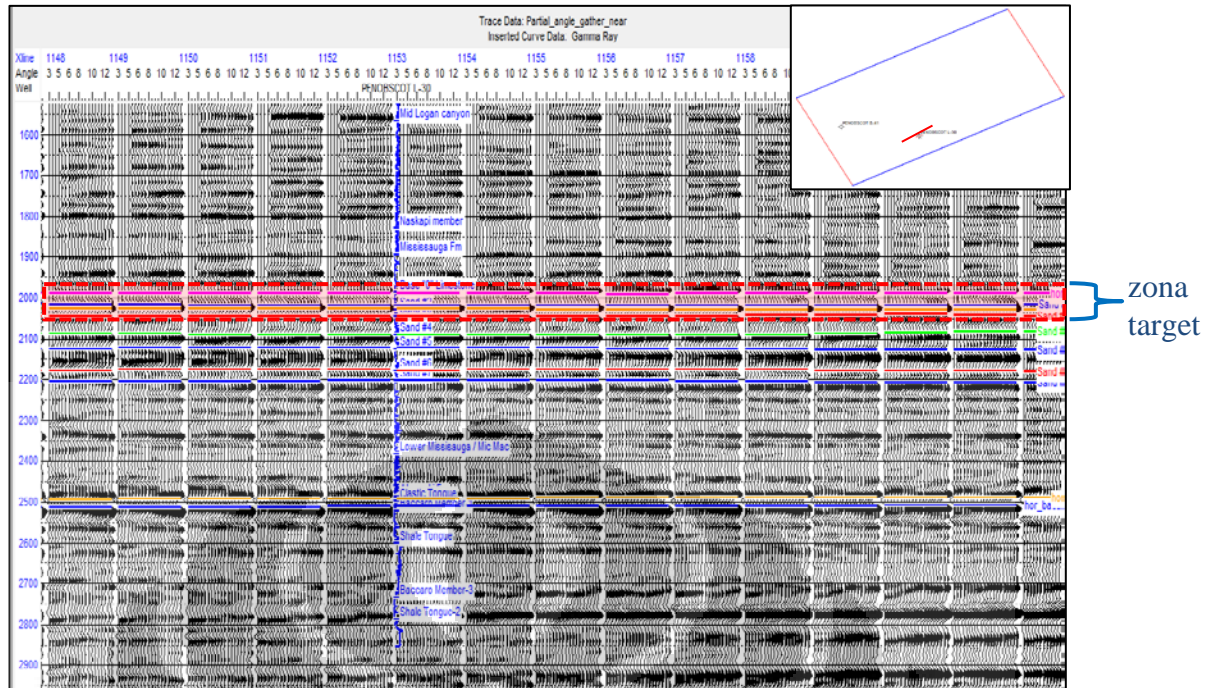 Trace Data: Partial_angle_gather_near
Inserted Curve Data: Gamma Ray
Xline 1148 1149 1150 1151 1152 1153 1154 1155 1156 1157 1158
Angle 3 5 6 8 10 12 3 5 6 8 10 12 3 5 6 8 10 12 3 5 6 8 10 12 3 5 6 8 10 12 3 5 6 8 10 12 3 5 6 8 10 12 3 5 6 8 10 12 3 5 6 8 10 12 3 5 6 8 10 12 3 5 6 8
Well PENOBSCOT L-30
Mid Logan canyon
1600
1700
1800
Naskapi member
Mississauga Fm
1900
2000
zona
target
Sand #4
2100
Sand #5
Sand #6
2200
2300
Lower Missisauga / Mic Mac
2400
Clastic Tongue
Baccaro Member
2500
Shale Tongue
2600
2700
Baccaro Member-3
Shale Tongue-2
2800
2900